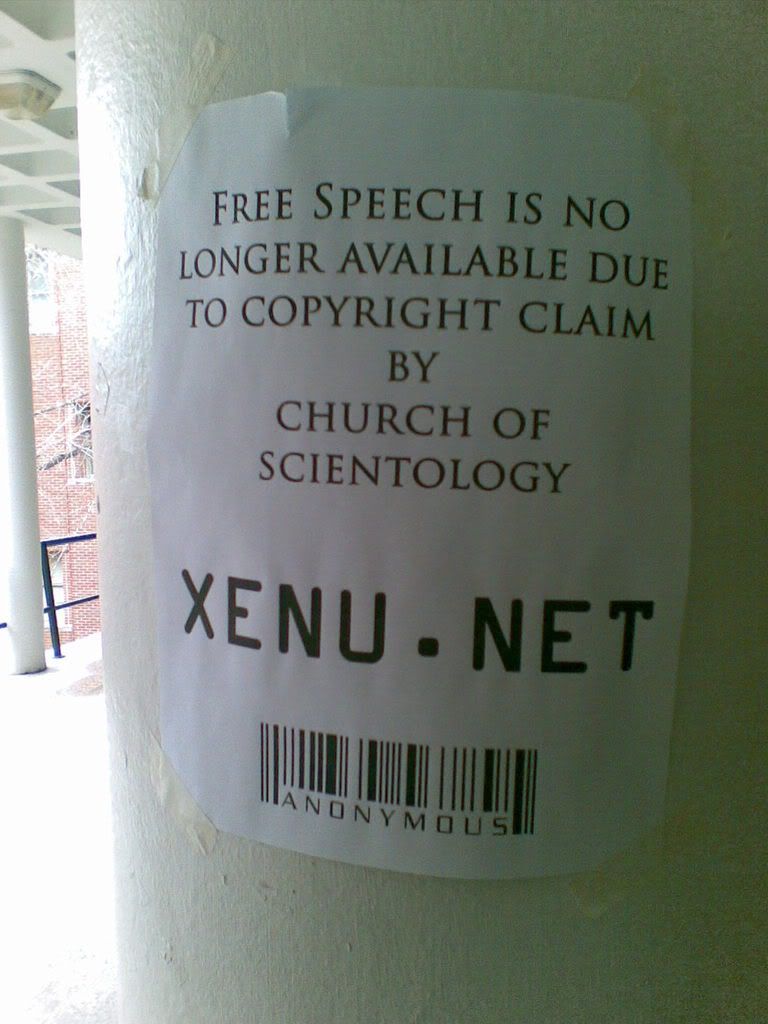 FREE SPEECH IS NO
LONGER AVAILABLE DUE
TO COPYRIGHT CLAIM
BY
CHURCH OF
SCIENTOLOGY
XENU.NET
ANONYMOUS